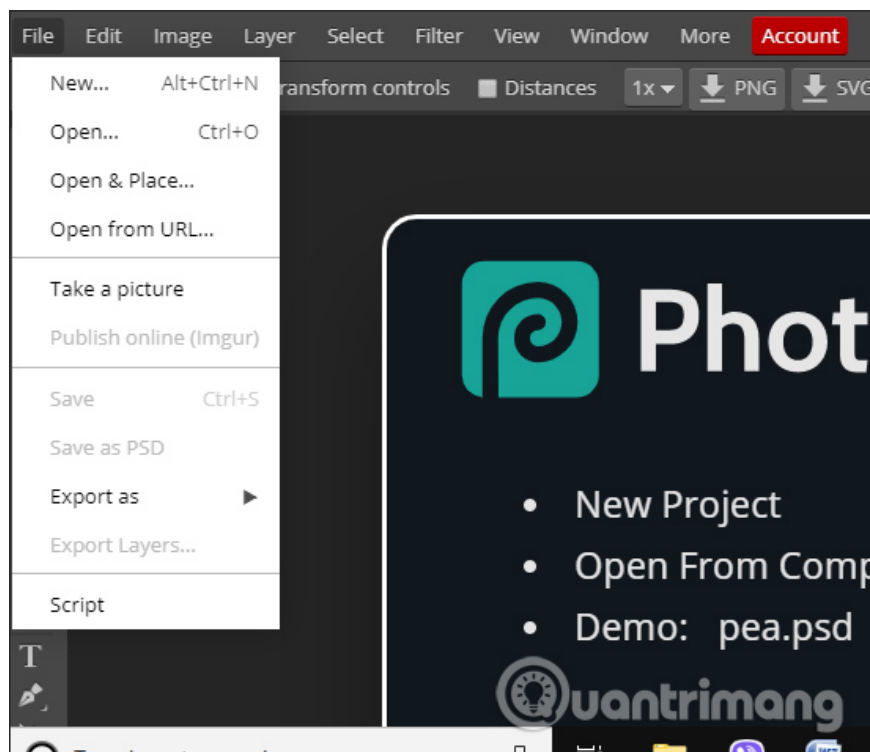 File Edit Image Layer Select Filter View Window More Account
New... Alt+Ctrl+N
ransform controls Distances 1x PNG SVG
Open... Ctrl+O
Open & Place...
Open from URL...
Take a picture
Publish online (Imgur)
Save Ctrl+S
Save as PSD
Export as
Export Layers...
Script
Phot
New Project
Open From Comp
Demo: pea.psd
T
Quantrimang